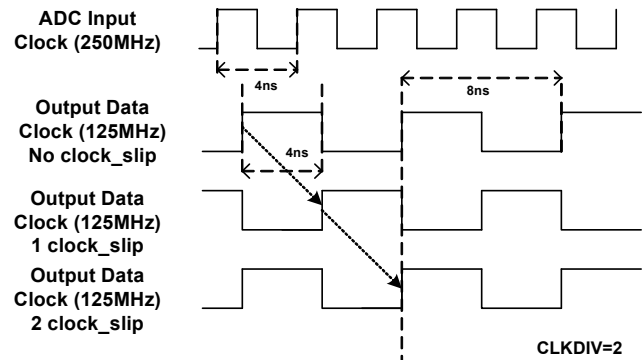 ADC Input
Clock (250MHz)
4ns
8ns
Output Data
Clock (125MHz)
No clock_slip
4ns
Output Data
Clock (125MHz)
1 clock_slip
Output Data
Clock (125MHz)
2 clock_slip
CLKDIV=2